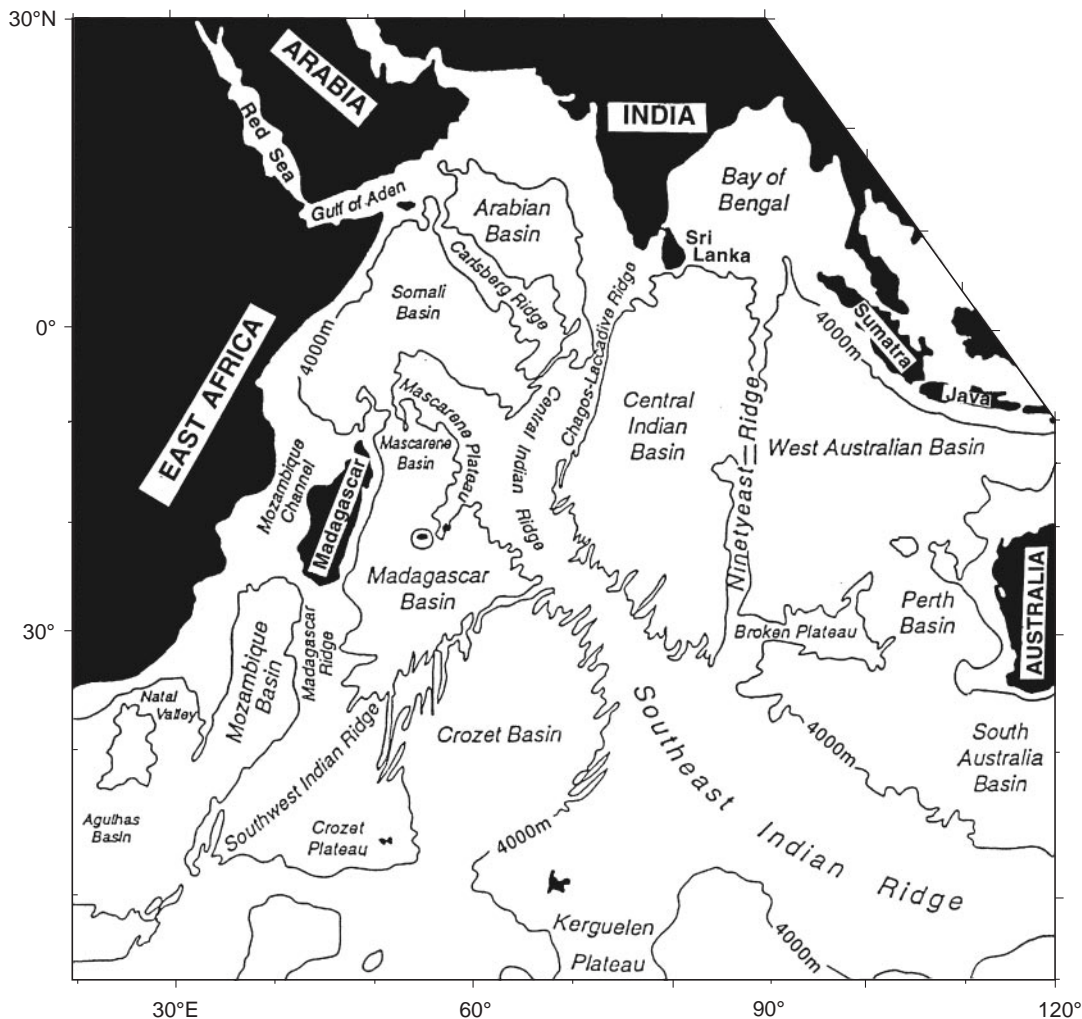 30°N
ARABIA
INDIA
Red Sea
Gulf of Aden
Arabian
Basin
Bay of
Bengal
Sri
Lanka
Carlsberg Ridge
Somali
Basin
4000m
Chagos-Laccadive Ridge
4000m
Sumatra
Java
0°
EAST AFRICA
Mascarene Plateau
Central Indian Ridge
Central
Indian
Basin
Ninetyeast Ridge
West Australian Basin
Mascarene
Basin
Mozambique
Channel
Madagascar
Madagascar
Basin
Perth
Basin
AUSTRALIA
30°
Broken Plateau
Madagascar
Ridge
Mozambique
Basin
Natal
Valley
Southwest Indian Ridge
Crozet Basin
Southeast Indian Ridge
4000m
South
Australia
Basin
Agulhas
Basin
Crozet
Plateau
4000m
Kerguelen
Plateau
4000m
30°E
60°
90°
120°